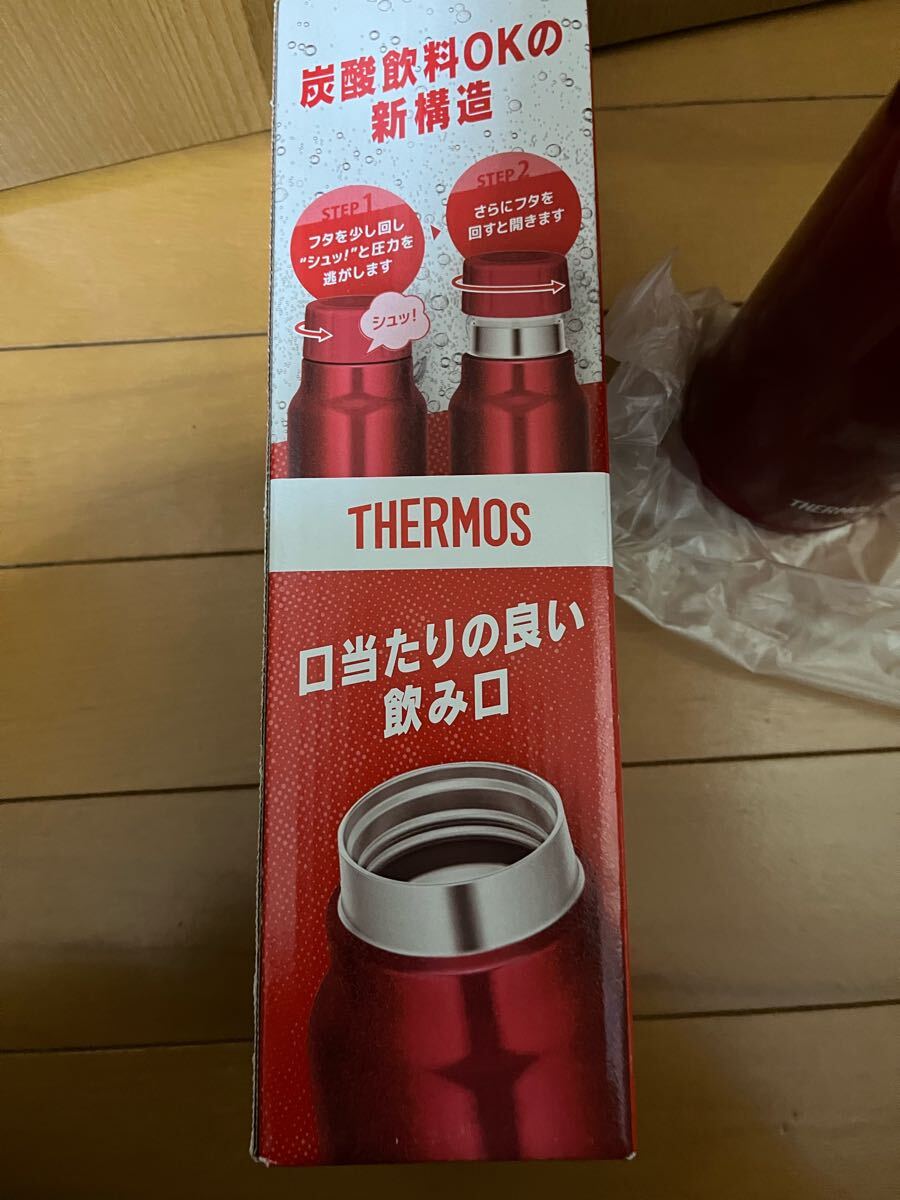 炭酸飲料OKの
新構造
STEP 1
フタを少し回し
"シュッ!"と圧力を
逃がします
シュッ!
STEP 2
さらにフタを
回すと開きます
THERMOS
口当たりの良い
飲み口
THERMOS